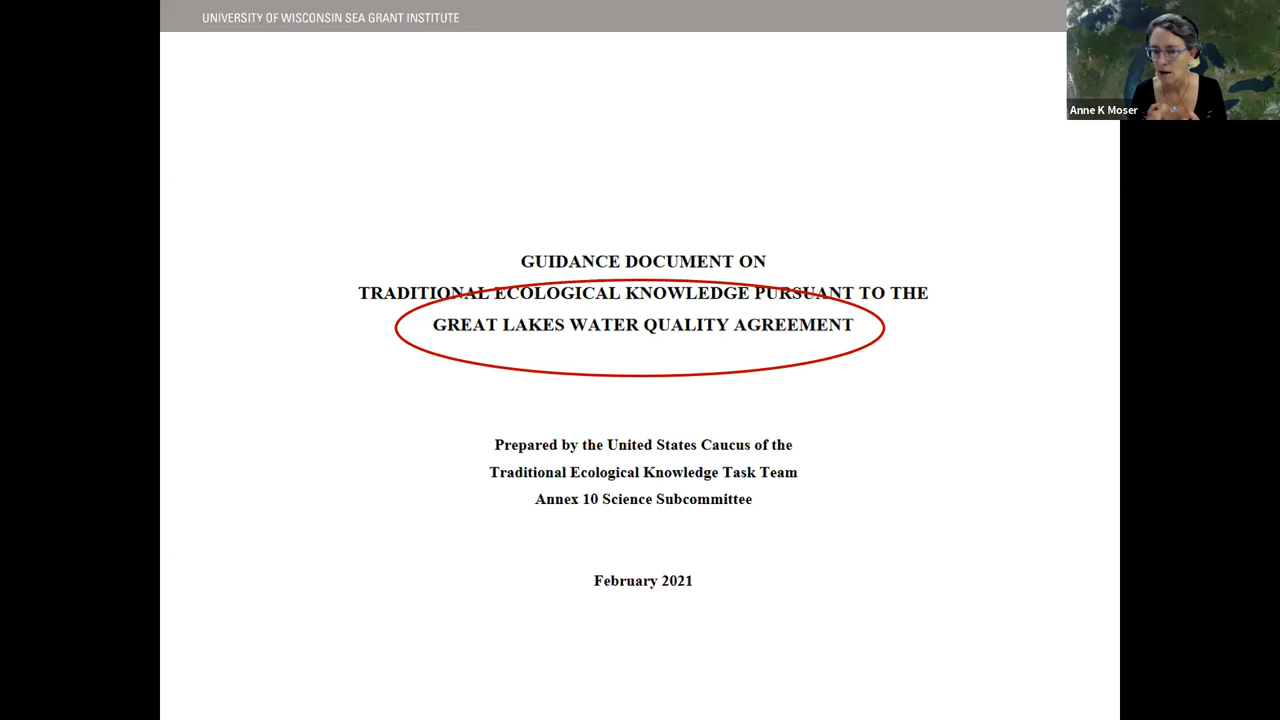 UNIVERSITY OF WISCONSIN SEA GRANT INSTITUTE
Anne K Moser
GUIDANCE DOCUMENT ON
TRADITIONAL ECOLOGICAL KNOWLEDGE PURSUANT TO THE
GREAT LAKES WATER QUALITY AGREEMENT
Prepared by the United States Caucus of the
Traditional Ecological Knowledge Task Team
Annex 10 Science Subcommittee
February 2021